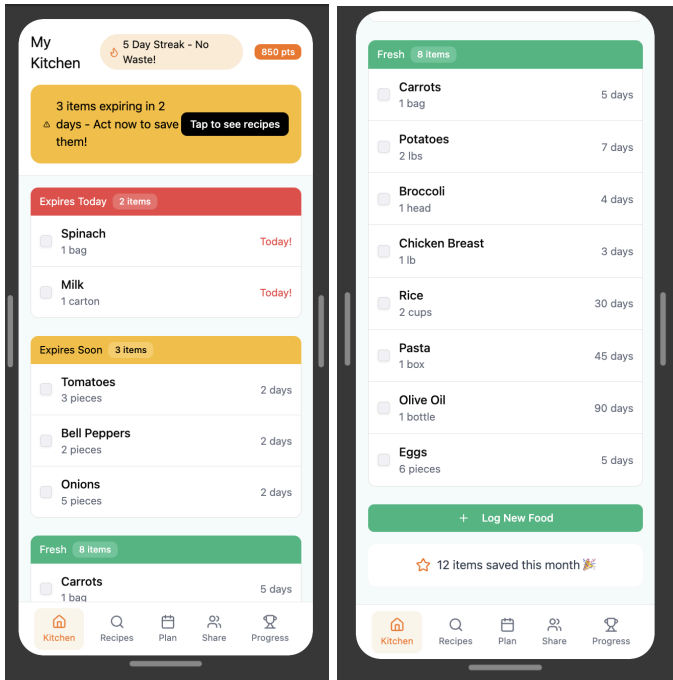 My
Kitchen
5 Day Streak - No
Waste!
850 pts
3 items expiring in 2
days - Act now to save
them!
Tap to see recipes
Expires Today 2 items
Spinach
1 bag
Today!
Milk
1 carton
Today!
Expires Soon 3 items
Tomatoes
3 pieces
2 days
Bell Peppers
2 pieces
2 days
Onions
5 pieces
2 days
Fresh 8 items
Carrots
1 bag
5 days
Kitchen Recipes Plan Share Progress
Fresh 8 items
Carrots
1 bag
5 days
Potatoes
2 lbs
7 days
Broccoli
1 head
4 days
Chicken Breast
1 lb
3 days
Rice
2 cups
30 days
Pasta
1 box
45 days
Olive Oil
1 bottle
90 days
Eggs
6 pieces
5 days
+ Log New Food
12 items saved this month 🎉
Kitchen Recipes Plan Share Progress